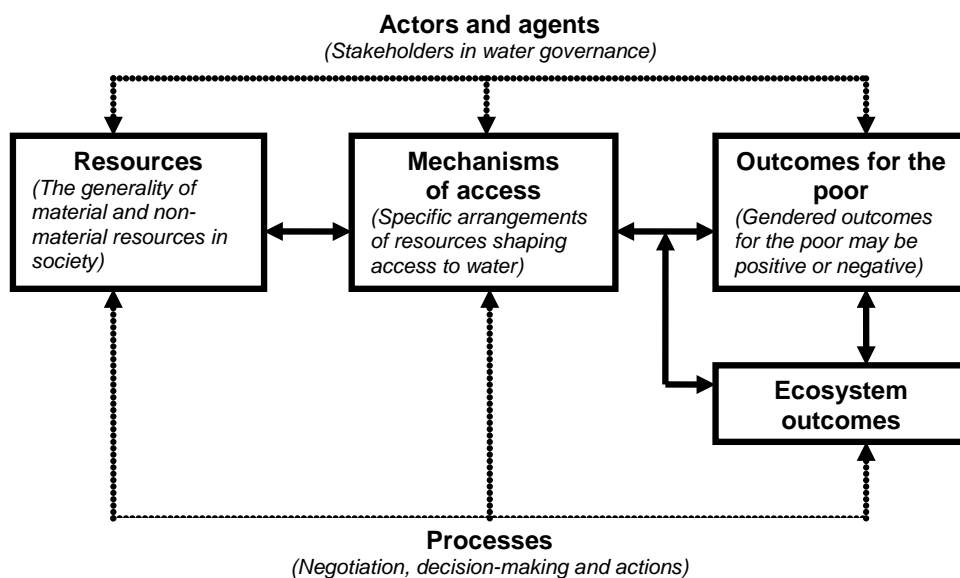 Actors and agents
(Stakeholders in water governance)
Resources
(The generality of
material and non-
material resources in
society)
Mechanisms
of access
(Specific arrangements
of resources shaping
access to water)
Outcomes for the
poor
(Gendered outcomes
for the poor may be
positive or negative)
Ecosystem
outcomes
Processes
(Negotiation, decision-making and actions)